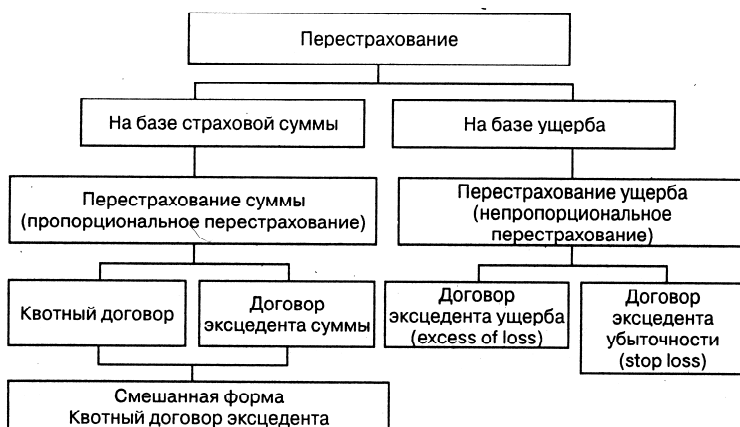 Перестрахование
На базе страховой суммы
На базе ущерба
Перестрахование суммы
(пропорциональное перестрахование)
Перестрахование ущерба
(непропорциональное
перестрахование)
Квотный договор
Договор
эксцедента суммы
Договор
эксцедента ущерба
(excess of loss)
Договор
эксцедента
убыточности
(stop loss)
Смешанная форма
Квотный договор эксцедента